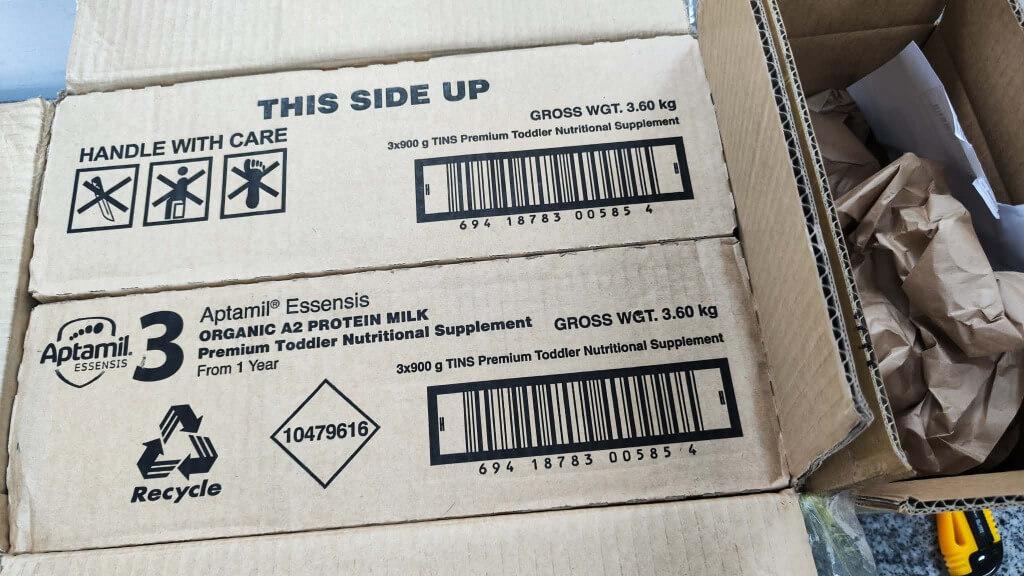 THIS SIDE UP
HANDLE WITH CARE
GROSS WGT. 3.60 kg
3x900 g TINS Premium Toddler Nutritional Supplement
H H
694 18783 00585 4
Aptamil®
ESSENSIS
3
Aptamil® Essensis
ORGANIC A2 PROTEIN MILK
Premium Toddler Nutritional Supplement
From 1 Year
GROSS WGT. 3.60 kg
3x900 g TINS Premium Toddler Nutritional Supplement
H H
694 18783 00585 4
10479616
Recycle